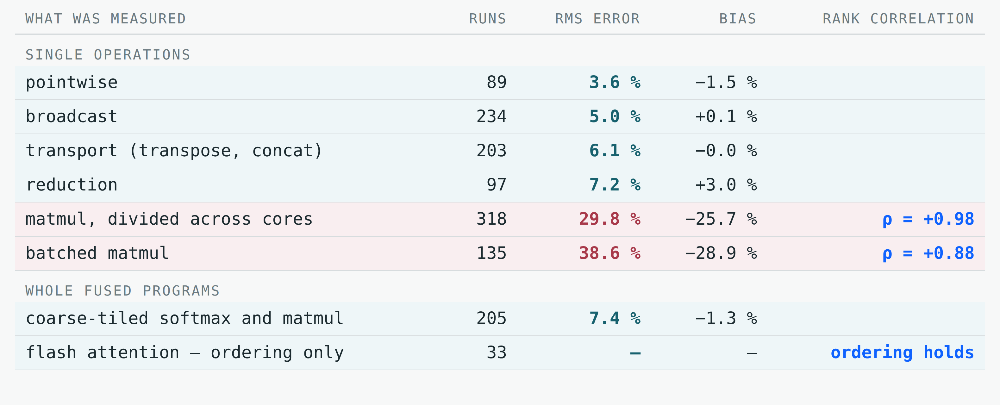 WHAT WAS MEASURED RUNS RMS ERROR BIAS RANK CORRELATION
SINGLE OPERATIONS
pointwise 89 3.6 % −1.5 %
broadcast 234 5.0 % +0.1 %
transport (transpose, concat) 203 6.1 % −0.0 %
reduction 97 7.2 % +3.0 %
matmul, divided across cores 318 29.8 % −25.7 % ρ = +0.98
batched matmul 135 38.6 % −28.9 % ρ = +0.88
WHOLE FUSED PROGRAMS
coarse-tiled softmax and matmul 205 7.4 % −1.3 %
flash attention — ordering only 33 — — ordering holds